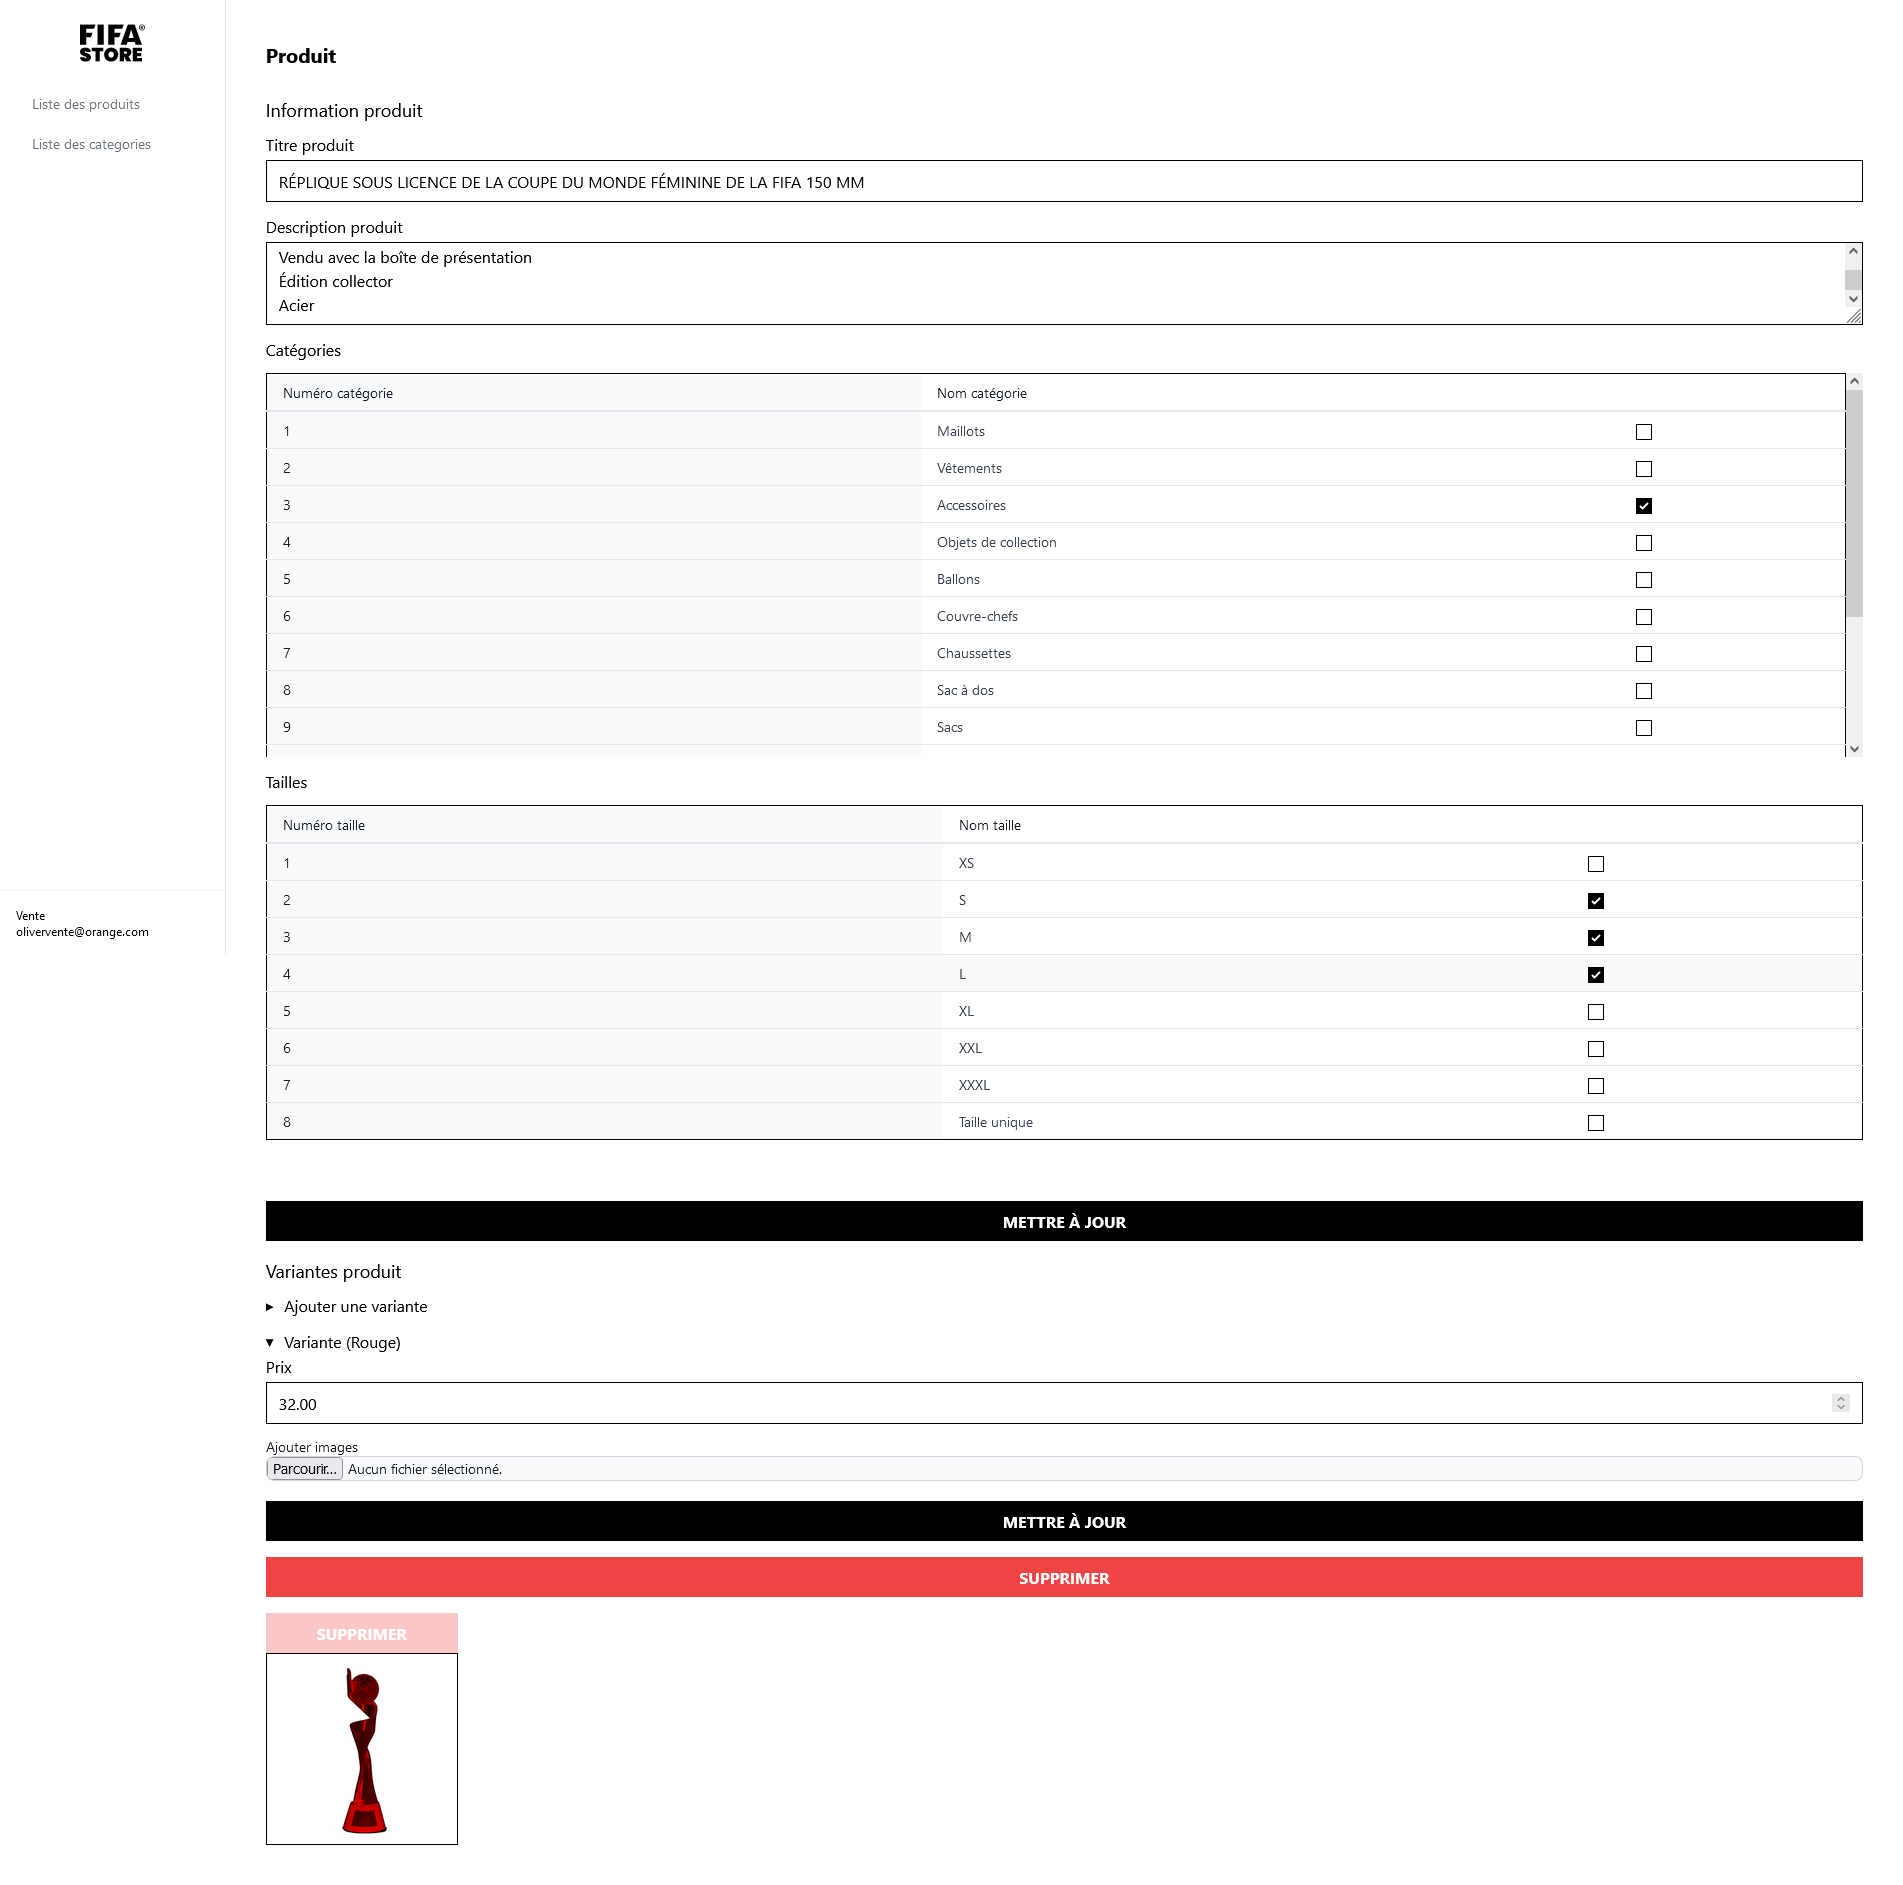 FIFA®
STORE
Liste des produits
Liste des categories
Vente
olivervente@orange.com
Produit
Information produit
Titre produit
RÉPLIQUE SOUS LICENCE DE LA COUPE DU MONDE FÉMININE DE LA FIFA 150 MM
Description produit
Vendu avec la boîte de présentation
Édition collector
Acier
Catégories
Numéro catégorie Nom catégorie
1 Maillots
2 Vêtements
3 Accessoires
4 Objets de collection
5 Ballons
6 Couvre-chefs
7 Chaussettes
8 Sac à dos
9 Sacs
Tailles
Numéro taille Nom taille
1 XS
2 S
3 M
4 L
5 XL
6 XXL
7 XXXL
8 Taille unique
METTRE À JOUR
Variantes produit
Ajouter une variante
Variante (Rouge)
Prix
32.00
Ajouter images
Parcourir... Aucun fichier sélectionné.
METTRE À JOUR
SUPPRIMER
SUPPRIMER